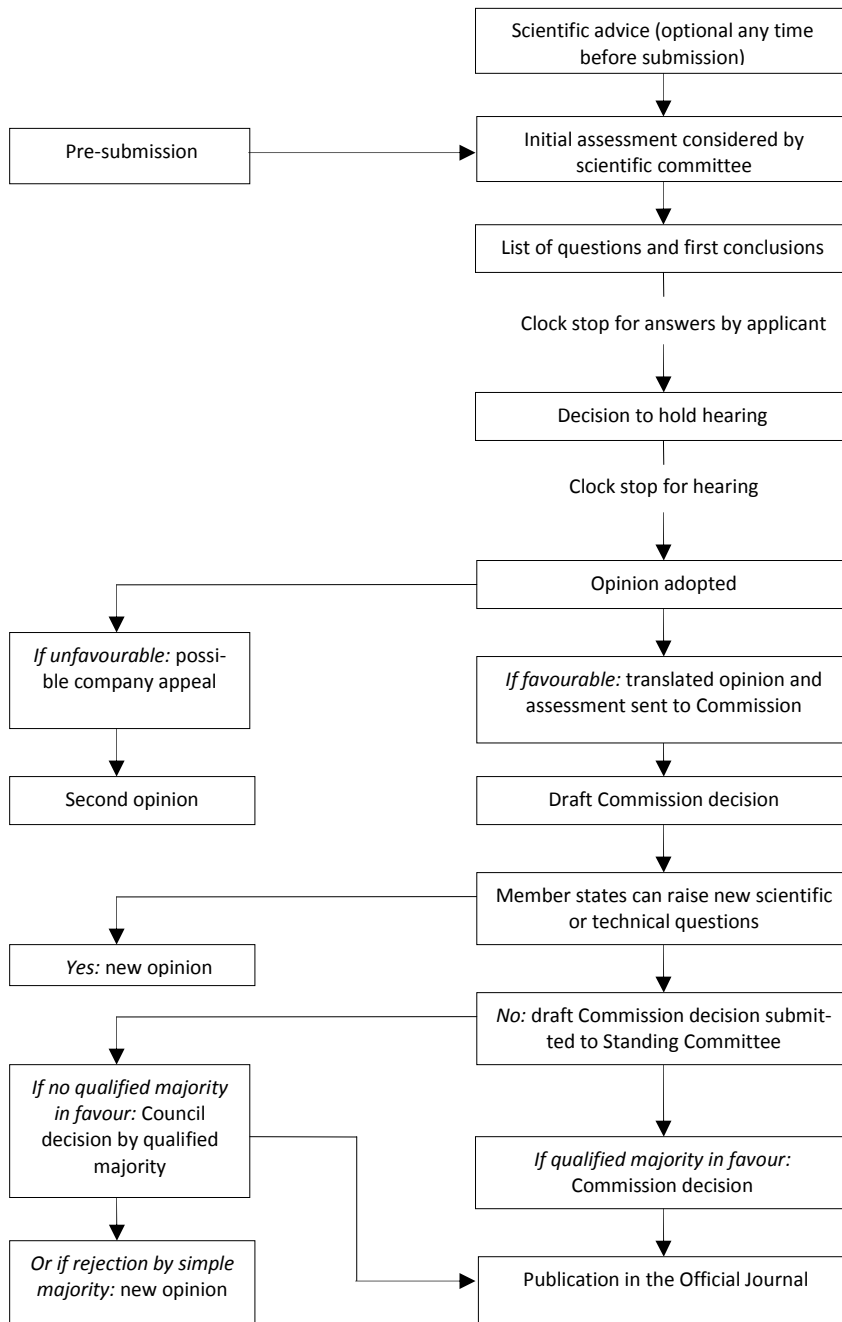 Scientific advice (optional any time
before submission)
Pre-submission
Initial assessment considered by
scientific committee
List of questions and first conclusions
Clock stop for answers by applicant
Decision to hold hearing
Clock stop for hearing
Opinion adopted
If unfavourable: possi-
ble company appeal
If favourable: translated opinion and
assessment sent to Commission
Second opinion
Draft Commission decision
Member states can raise new scientific
or technical questions
Yes: new opinion
No: draft Commission decision submit-
ted to Standing Committee
If no qualified majority
in favour: Council
decision by qualified
majority
If qualified majority in favour:
Commission decision
Or if rejection by simple
majority: new opinion
Publication in the Official Journal